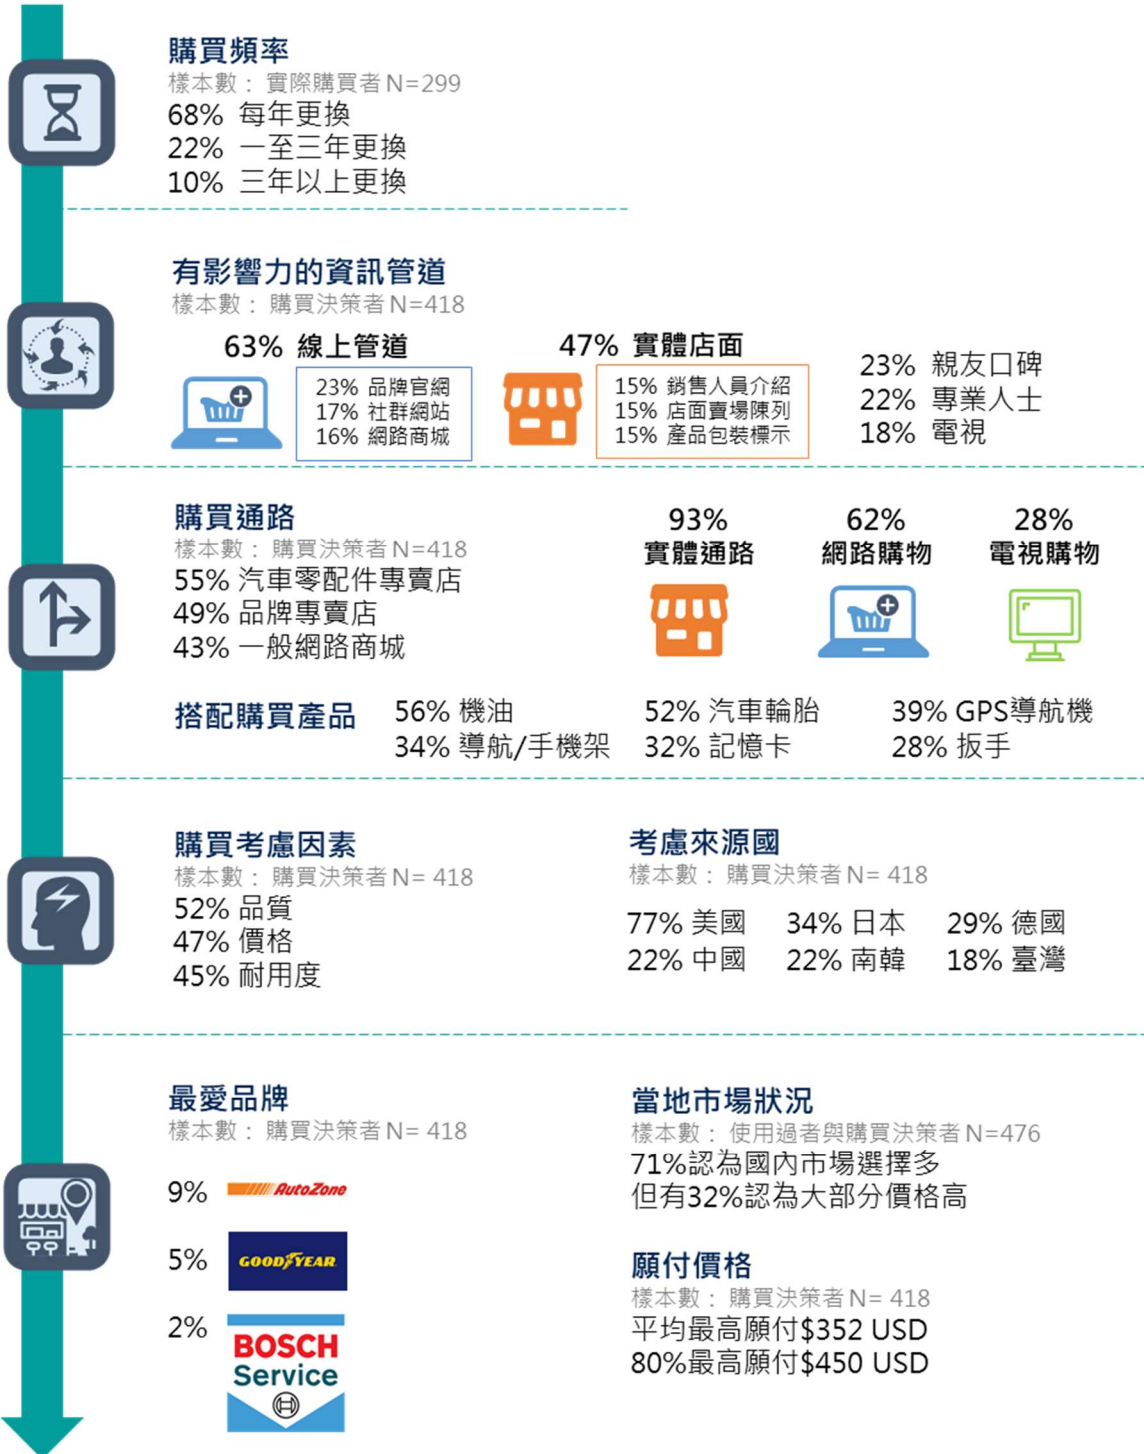 購買頻率
樣本數： 實際購買者 N=299
68% 每年更換
22% 一至三年更換
10% 三年以上更換
有影響力的資訊管道
樣本數： 購買決策者 N=418
63% 線上管道
23% 品牌官網
17% 社群網站
16% 網路商城
47% 實體店面
15% 銷售人員介紹
15% 店面賣場陳列
15% 產品包裝標示
23% 親友口碑
22% 專業人士
18% 電視
購買通路
樣本數： 購買決策者 N=418
55% 汽車零配件專賣店
49% 品牌專賣店
43% 一般網路商城
93%
實體通路
62%
網路購物
28%
電視購物
搭配購買產品
56% 機油 52% 汽車輪胎 39% GPS導航機
34% 導航/手機架 32% 記憶卡 28% 扳手
購買考慮因素
樣本數： 購買決策者 N= 418
52% 品質
47% 價格
45% 耐用度
考慮來源國
樣本數： 購買決策者 N= 418
77% 美國 34% 日本 29% 德國
22% 中國 22% 南韓 18% 臺灣
最愛品牌
樣本數： 購買決策者 N= 418
9% AutoZone
5% GOODYEAR
2% BOSCH
Service
當地市場狀況
樣本數： 使用過者與購買決策者 N=476
71%認為國內市場選擇多
但有32%認為大部分價格高
願付價格
樣本數： 購買決策者 N= 418
平均最高願付$352 USD
80%最高願付$450 USD